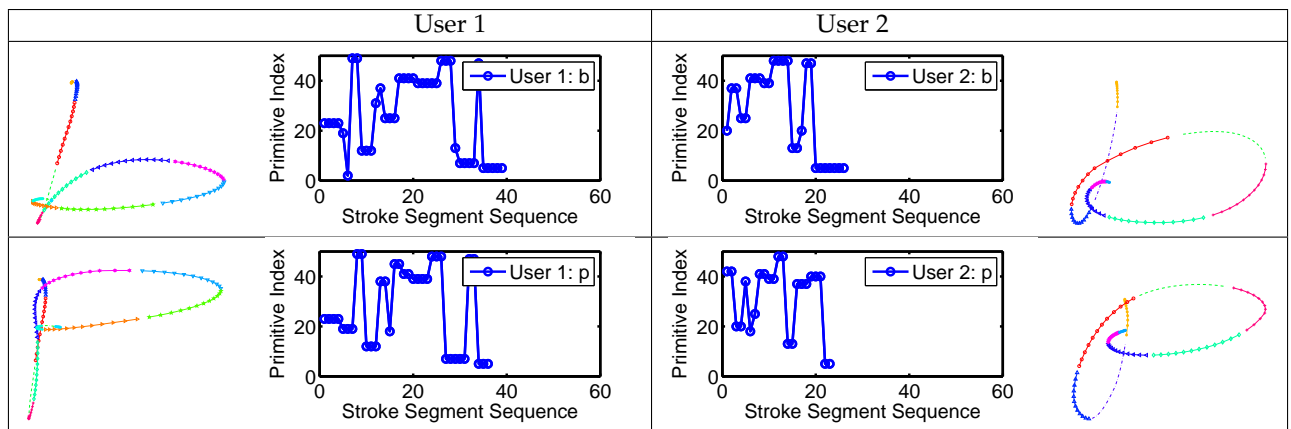 User 1 User 2
40
20
0
0 20 40 60
Primitive Index
Stroke Segment Sequence
User 1: b
40
20
0
0 20 40 60
Primitive Index
Stroke Segment Sequence
User 2: b
40
20
0
0 20 40 60
Primitive Index
Stroke Segment Sequence
User 1: p
40
20
0
0 20 40 60
Primitive Index
Stroke Segment Sequence
User 2: p